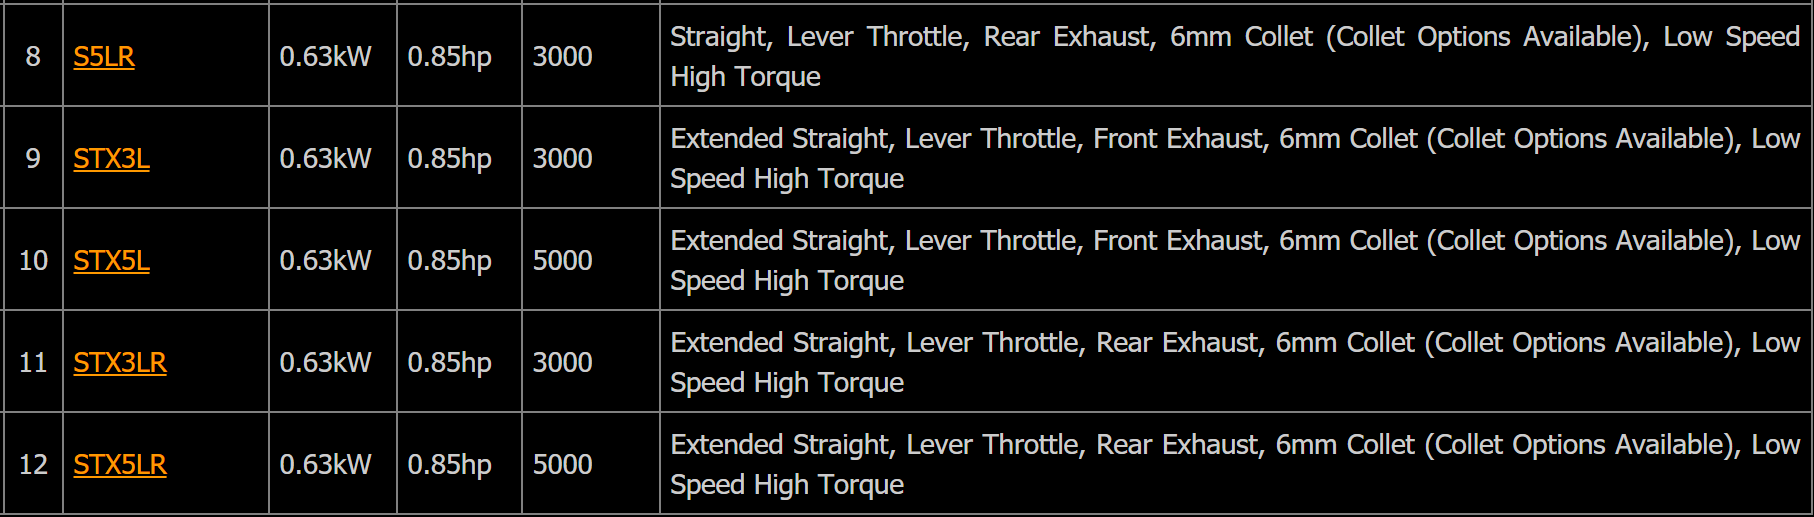 8 S5LR 0.63kW 0.85hp 3000 Straight, Lever Throttle, Rear Exhaust, 6mm Collet (Collet Options Available), Low Speed
High Torque
9 STX3L 0.63kW 0.85hp 3000 Extended Straight, Lever Throttle, Front Exhaust, 6mm Collet (Collet Options Available), Low
Speed High Torque
10 STX5L 0.63kW 0.85hp 5000 Extended Straight, Lever Throttle, Front Exhaust, 6mm Collet (Collet Options Available), Low
Speed High Torque
11 STX3LR 0.63kW 0.85hp 3000 Extended Straight, Lever Throttle, Rear Exhaust, 6mm Collet (Collet Options Available), Low
Speed High Torque
12 STX5LR 0.63kW 0.85hp 5000 Extended Straight, Lever Throttle, Rear Exhaust, 6mm Collet (Collet Options Available), Low
Speed High Torque